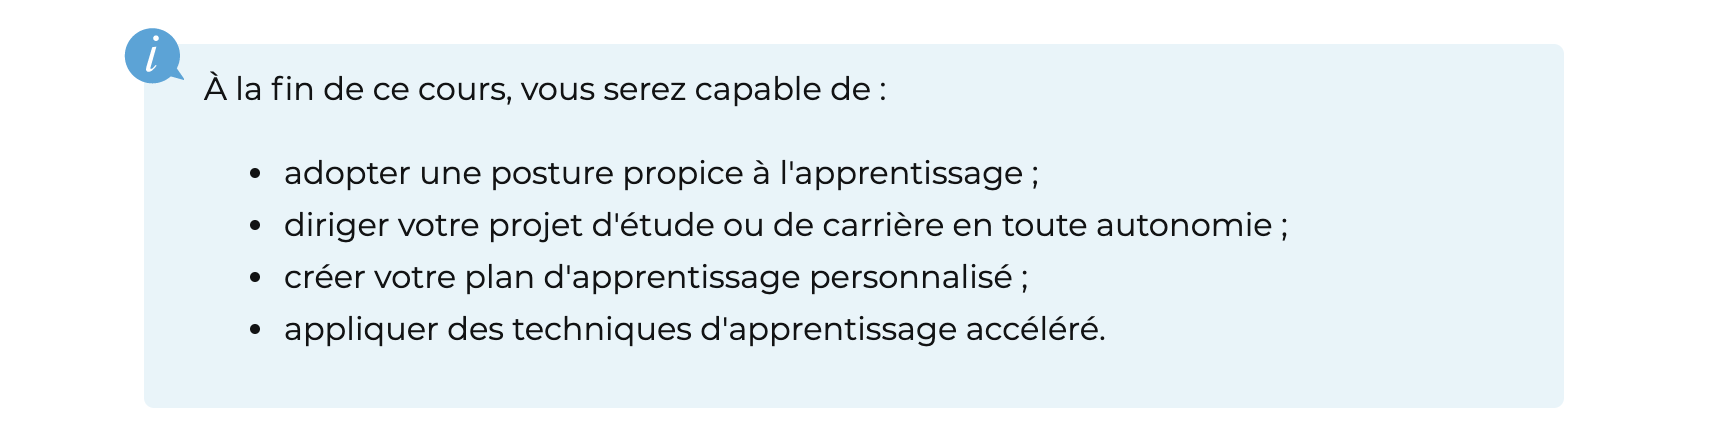 i
À la fin de ce cours, vous serez capable de :
• adopter une posture propice à l'apprentissage ;
• diriger votre projet d'étude ou de carrière en toute autonomie ;
• créer votre plan d'apprentissage personnalisé ;
• appliquer des techniques d'apprentissage accéléré.